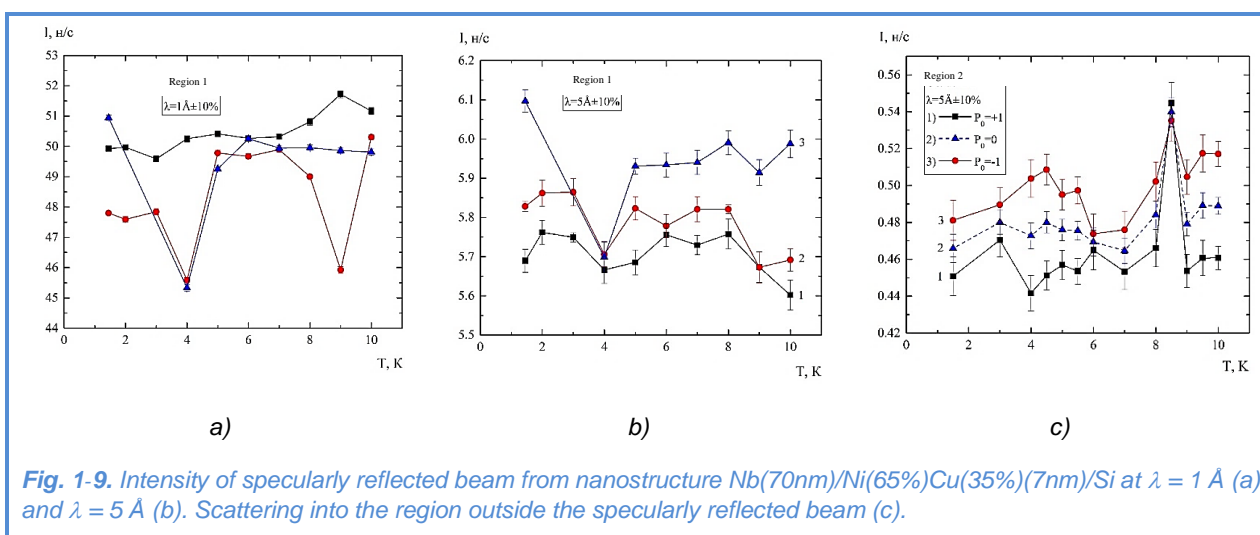 I, н/с
53
52
51
50
49
48
47
46
45
44
0
2
4
6
8
10
T, K
Region 1
λ=1Å±10%
I, н/с
6.2
6.1
6.0
5.9
5.8
5.7
5.6
5.5
0
2
4
6
8
10
T, K
Region 1
λ=5Å±10%
3
2
1
I, н/с
0.56
0.54
0.52
0.50
0.48
0.46
0.44
0.42
0
2
4
6
8
10
T, K
Region 2
λ=5Å±10%
1) P₀=+1
2) P₀=0
3) P₀=-1
3
2
1
a)
b)
c)
Fig. 1-9. Intensity of specularly reflected beam from nanostructure Nb(70nm)/Ni(65%)Cu(35%)(7nm)/Si at λ = 1 Å (a)
and λ = 5 Å (b). Scattering into the region outside the specularly reflected beam (c).